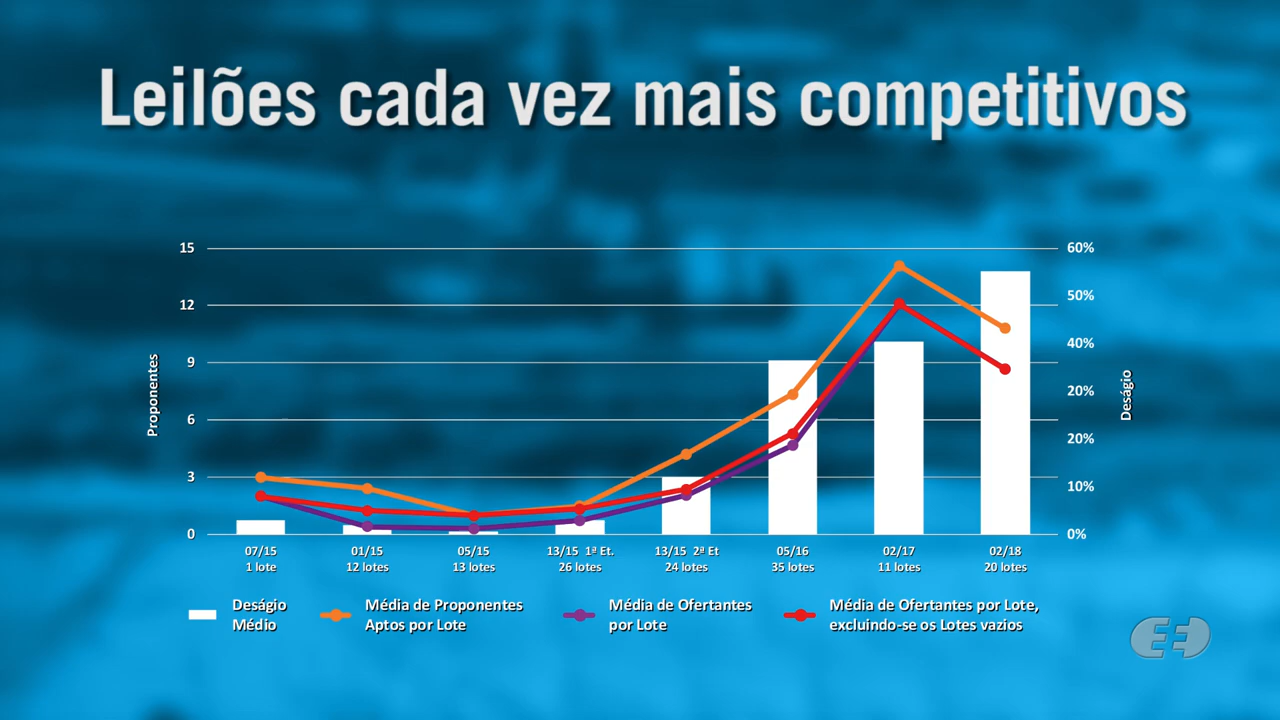 Leilões cada vez mais competitivos
15
12
9
6
3
0
Proponentes
60%
50%
40%
20%
20%
10%
0%
Deságio
07/15
1 lote
01/15
12 lotes
05/15
13 lotes
13/15 1ª Et.
26 lotes
13/15 2ª Et
24 lotes
05/16
35 lotes
02/17
11 lotes
02/18
20 lotes
Deságio
Médio
Média de Proponentes
Aptos por Lote
Média de Ofertantes
por Lote
Média de Ofertantes por Lote,
excluindo-se os Lotes vazios